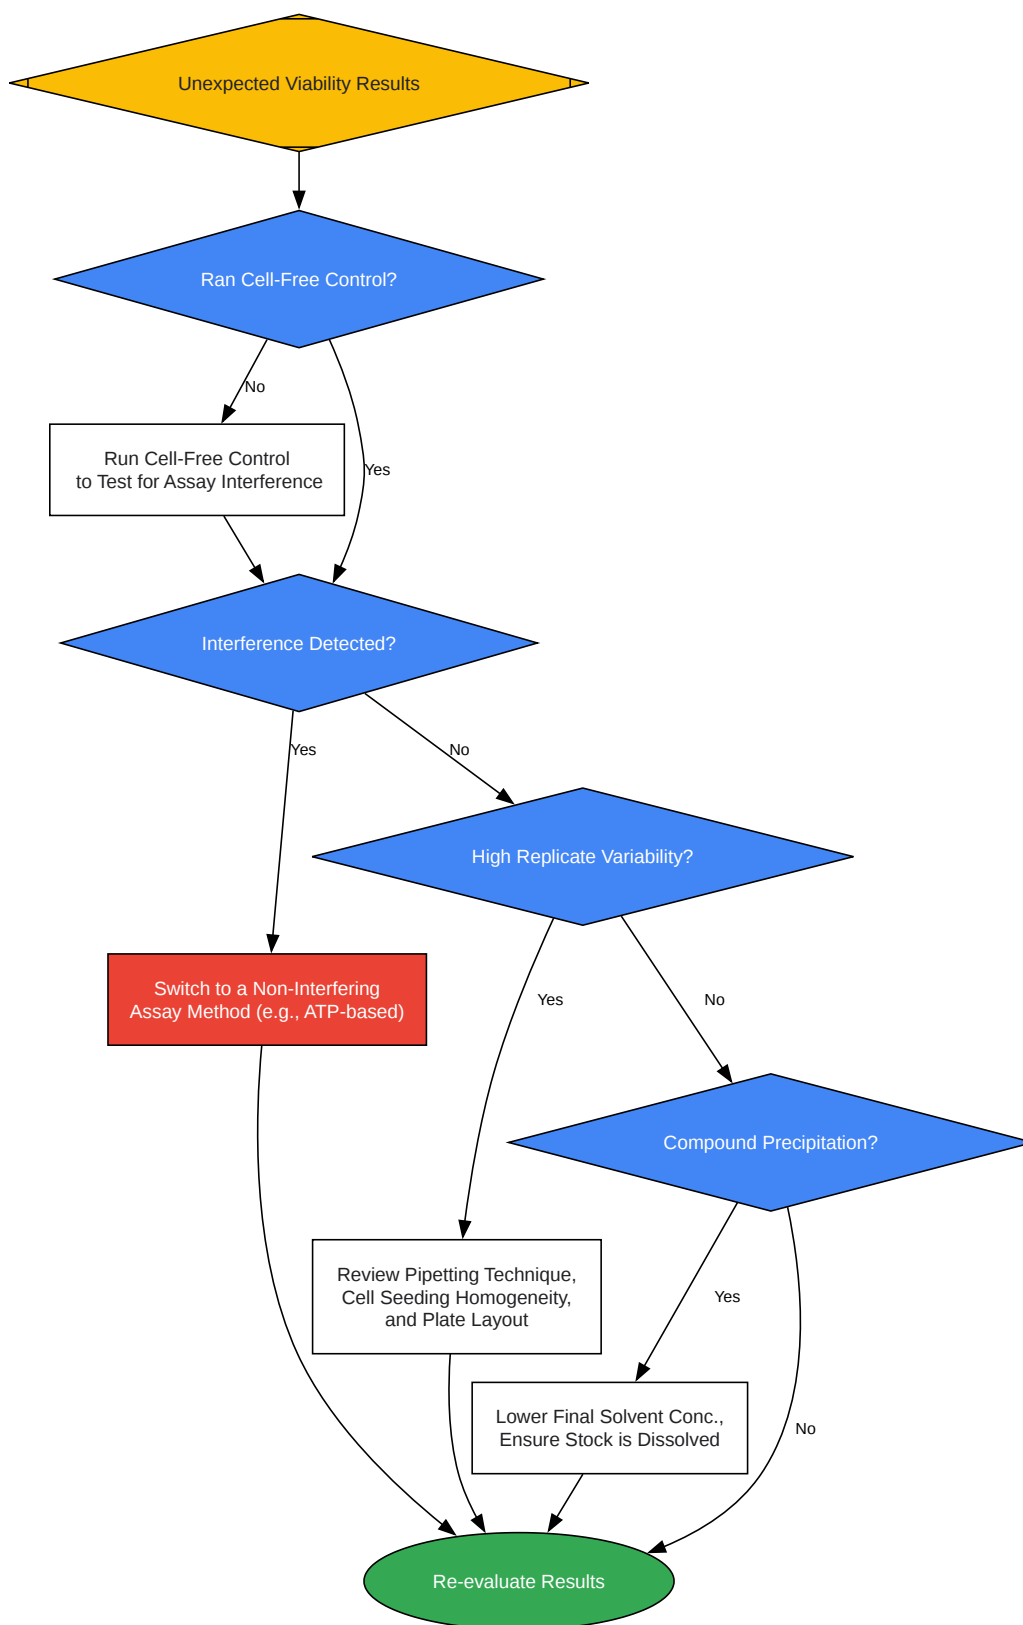 Unexpected Viability Results
Ran Cell-Free Control?
No
Run Cell-Free Control
to Test for Assay Interference
Yes
Interference Detected?
Yes
No
High Replicate Variability?
Switch to a Non-Interfering
Assay Method (e.g., ATP-based)
Yes
No
Compound Precipitation?
Review Pipetting Technique,
Cell Seeding Homogeneity,
and Plate Layout
Yes
Lower Final Solvent Conc.,
Ensure Stock is Dissolved
No
Re-evaluate Results